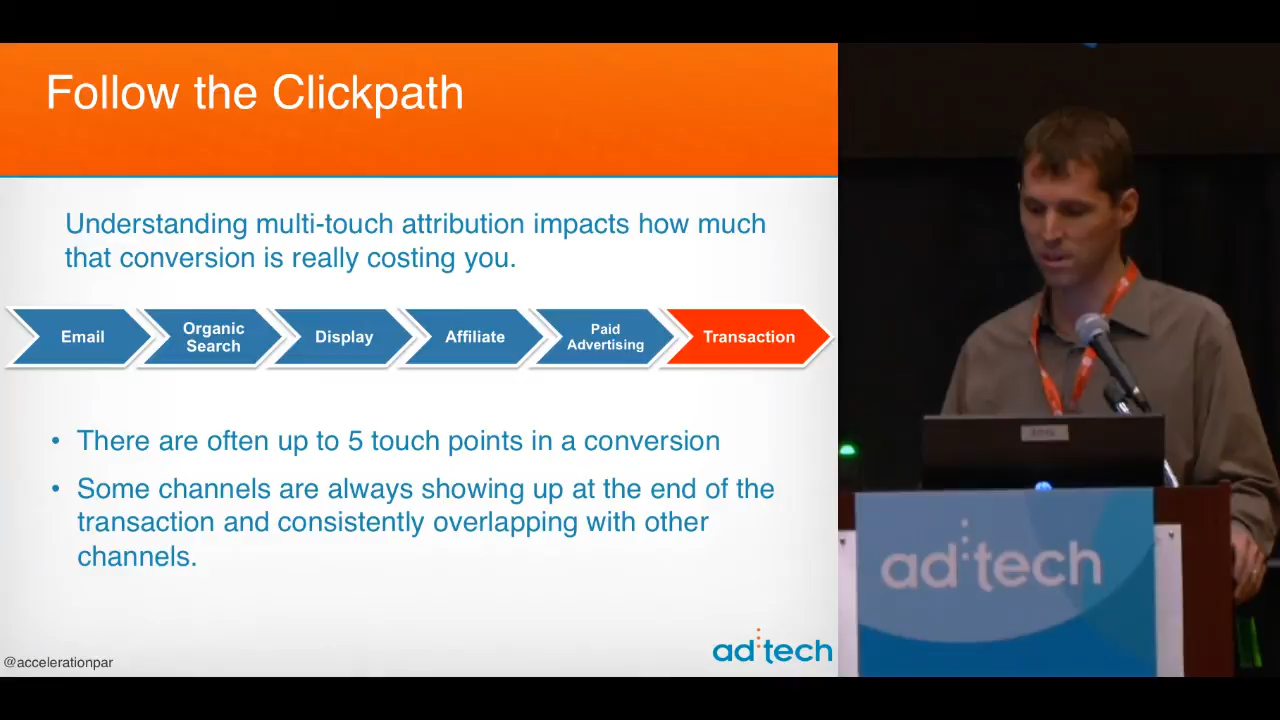 Follow the Clickpath
Understanding multi-touch attribution impacts how much
that conversion is really costing you.
Email
Organic
Search
Display
Affiliate
Paid
Advertising
Transaction
• There are often up to 5 touch points in a conversion
• Some channels are always showing up at the end of the
transaction and consistently overlapping with other
channels.
@accelerationpar
ad:tech
ad:tech